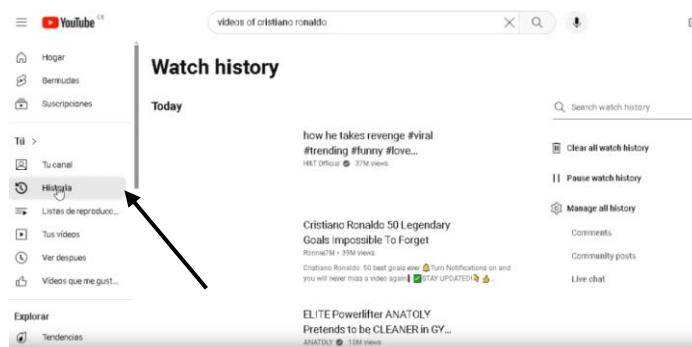 YouTube CR
videos of cristiano ronaldo
Hogar
Bermudas
Suscripciones
Tú >
Tu canal
Historia
Listas de reproducc...
Tus vídeos
Ver despues
Vídeos que me gust...
Explorar
Tendencias
Watch history
Today
how he takes revenge #viral
#trending #funny #love...
H&T Official 37M views
Cristiano Ronaldo 50 Legendary
Goals Impossible To Forget
Ronnie7M • 39M views
Cristiano Ronaldo: 50 best goals ever 🔔Turn Notifications on and
you will never miss a video again ✅STAY UPDATED!
ELITE Powerlifter ANATOLY
Pretends to be CLEANER in GY...
ANATOLY 10M views
Search watch history
Clear all watch history
Pause watch history
Manage all history
Comments
Community posts
Live chat